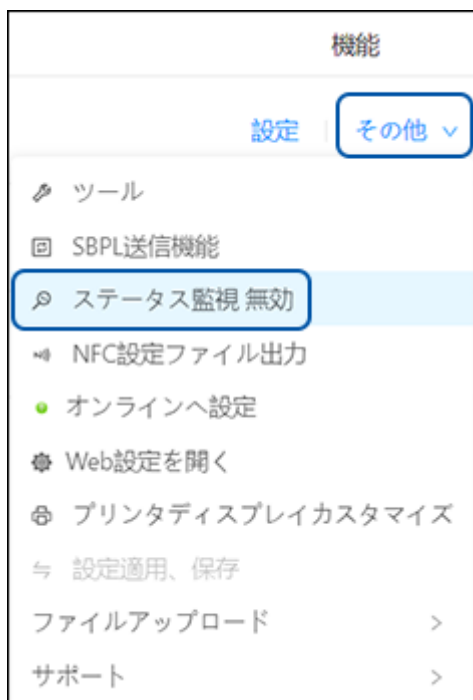 機能
設定 その他
ツール
SBPL送信機能
ステータス監視 無効
NFC設定ファイル出力
オンラインへ設定
Web設定を開く
プリンタディスプレイカスタマイズ
設定適用、保存
ファイルアップロード
サポート